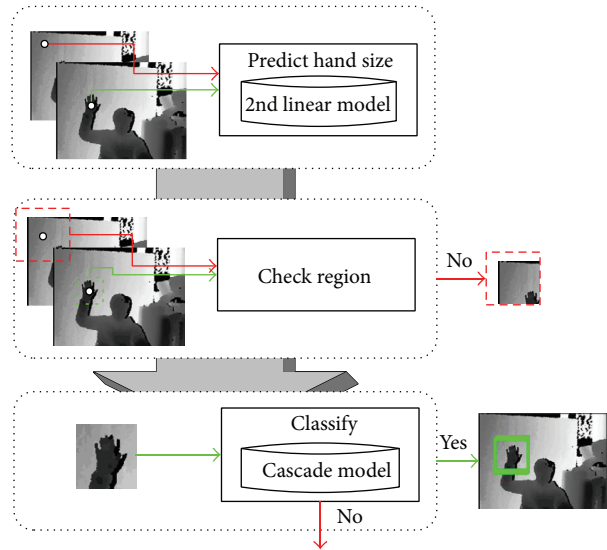 Predict hand size
2nd linear model
Check region
No
Classify
Cascade model
Yes
No